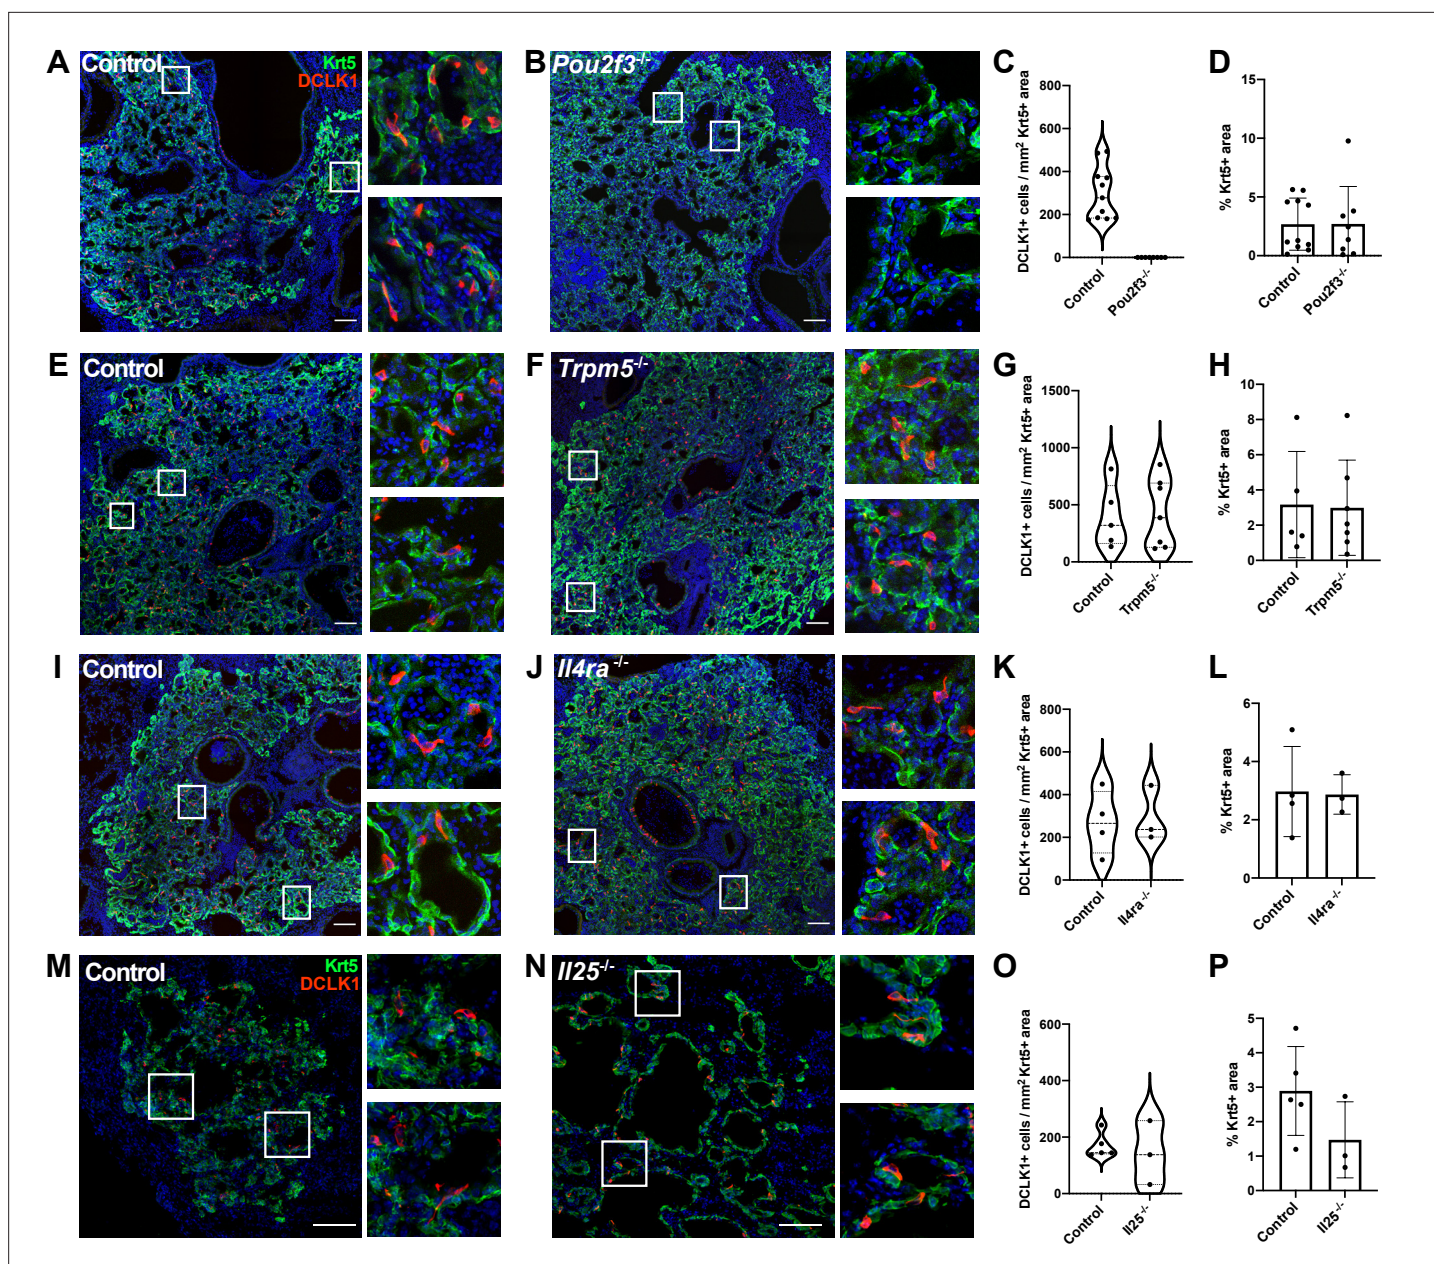 A Control Krt5
DCLK1
B Pou2f3-/-
C
DCLK1+ cells / mm2 Krt5+ area
800
600
400
200
0
Control
Pou2f3-/-
D
% Krt5+ area
15
10
5
0
Control
Pou2f3-/-
E Control
F Trpm5-/-
G
DCLK1+ cells / mm2 Krt5+ area
1500
1000
500
0
Control
Trpm5-/-
H
% Krt5+ area
10
8
6
4
2
0
Control
Trpm5-/-
I Control
J Il4ra -/-
K
DCLK1+ cells / mm2 Krt5+ area
800
600
400
200
0
Control
Il4ra -/-
L
% Krt5+ area
6
4
2
0
Control
Il4ra -/-
M Control Krt5
DCLK1
N Il25-/-
O
DCLK1+ cells / mm2 Krt5+ area
600
400
200
0
Control
Il25-/-
P
% Krt5+ area
5
4
3
2
1
0
Control
Il25-/-